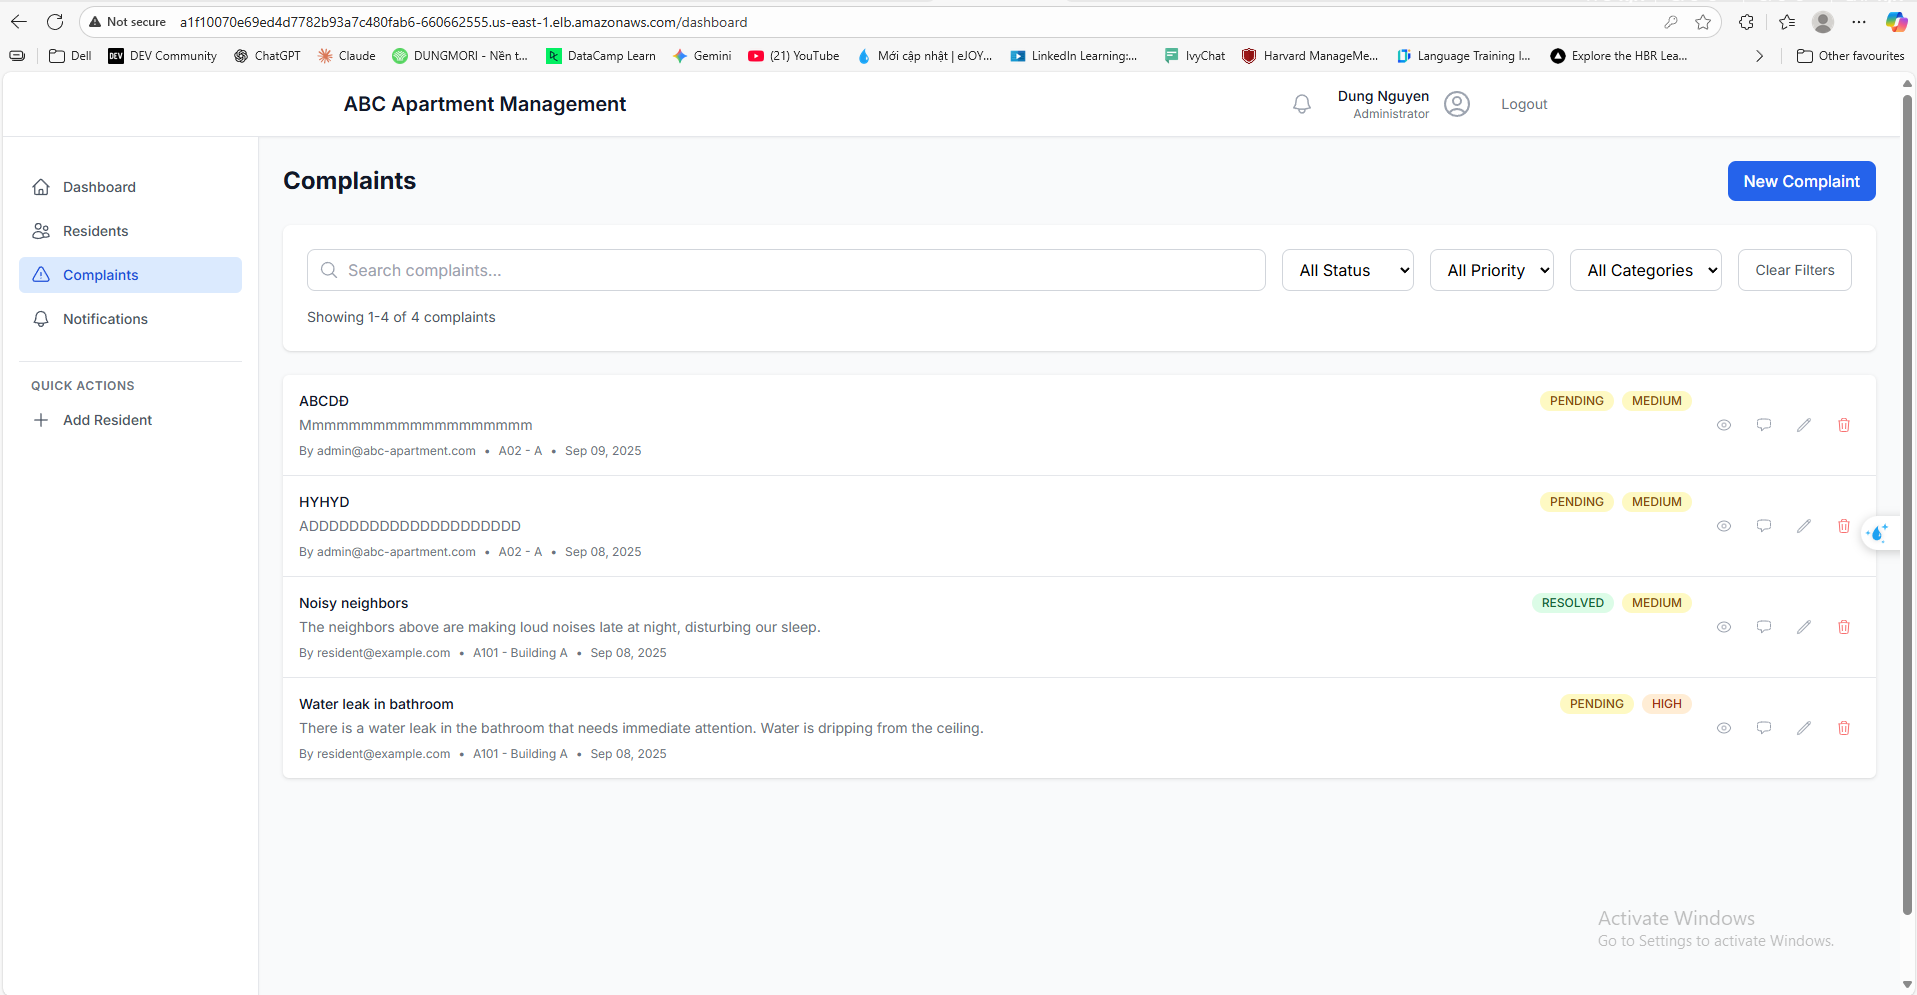 Not secure a1f10070e69ed4d7782b93a7c480fab6-660662555.us-east-1.elb.amazonaws.com/dashboard
Dell DEV DEV Community ChatGPT Claude DUNGMORI - Nền t... DataCamp Learn Gemini (21) YouTube Mới cập nhật | eJOY... LinkedIn Learning:... IvyChat Harvard ManageMe... Language Training I... Explore the HBR Lea... Other favourites
ABC Apartment Management
Dung Nguyen
Administrator
Logout
Dashboard
Residents
Complaints
Notifications
QUICK ACTIONS
Add Resident
Complaints
New Complaint
Search complaints...
All Status
All Priority
All Categories
Clear Filters
Showing 1-4 of 4 complaints
ABCDĐ
PENDING MEDIUM
Mmmmmmmmmmmmmmmmmmm
By admin@abc-apartment.com • A02 - A • Sep 09, 2025
HYHYD
PENDING MEDIUM
ADDDDDDDDDDDDDDDDDDDDD
By admin@abc-apartment.com • A02 - A • Sep 08, 2025
Noisy neighbors
RESOLVED MEDIUM
The neighbors above are making loud noises late at night, disturbing our sleep.
By resident@example.com • A101 - Building A • Sep 08, 2025
Water leak in bathroom
PENDING HIGH
There is a water leak in the bathroom that needs immediate attention. Water is dripping from the ceiling.
By resident@example.com • A101 - Building A • Sep 08, 2025
Activate Windows
Go to Settings to activate Windows.